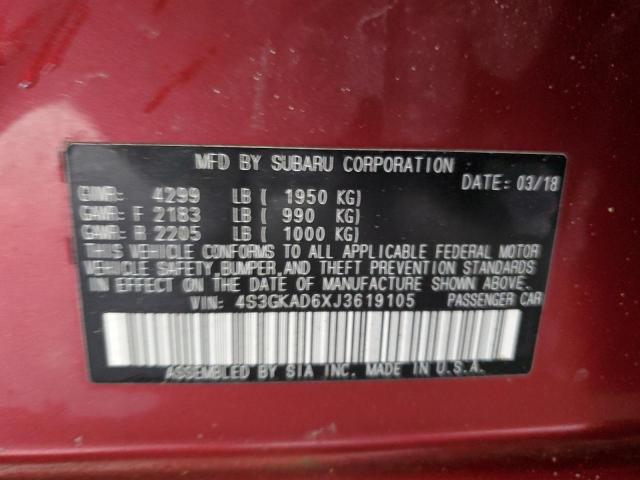 MFD BY SUBARU CORPORATION
DATE: 03/18
GVWR: 4299 LB ( 1950 KG)
GAWR: F 2183 LB ( 990 KG)
GAWR: R 2205 LB ( 1000 KG)
THIS VEHICLE CONFORMS TO ALL APPLICABLE FEDERAL MOTOR
VEHICLE SAFETY, BUMPER, AND THEFT PREVENTION STANDARDS
IN EFFECT ON THE DATE OF MANUFACTURE SHOWN ABOVE.
VIN: 4S3GKAD6XJ3619105 PASSENGER CAR
ASSEMBLED BY SIA INC. MADE IN U.S.A.